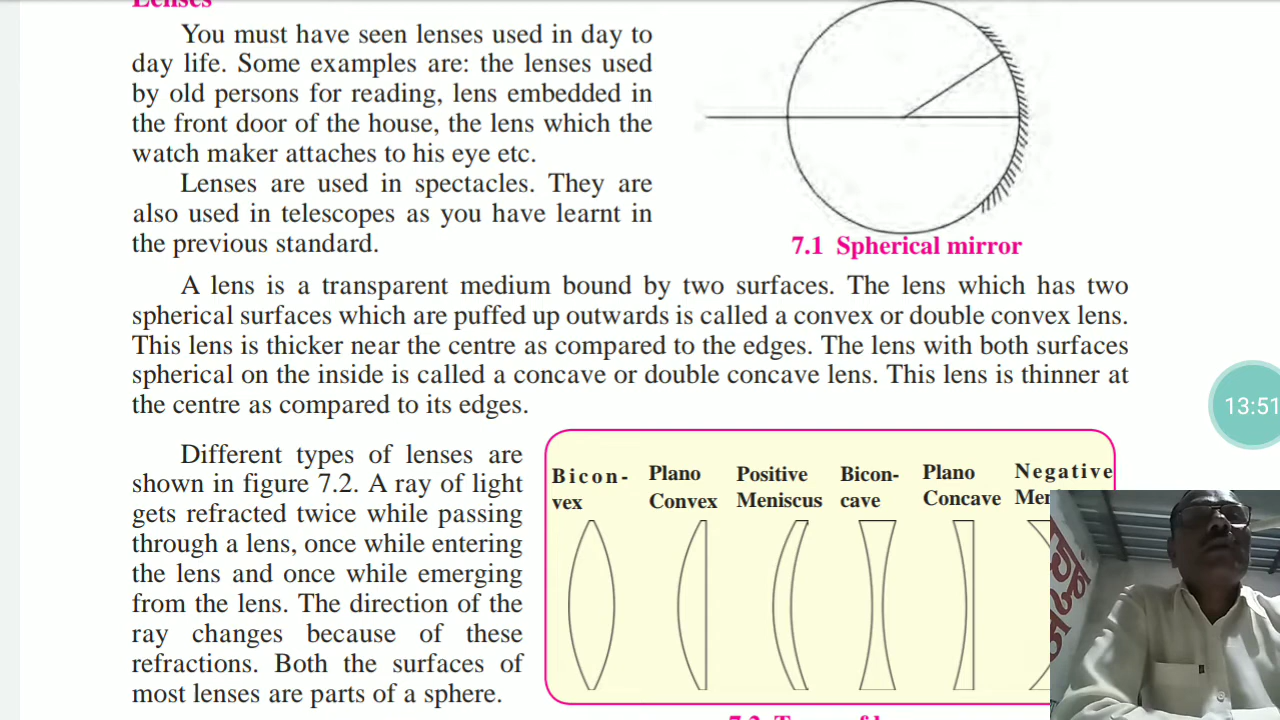 Lenses
You must have seen lenses used in day to
day life. Some examples are: the lenses used
by old persons for reading, lens embedded in
the front door of the house, the lens which the
watch maker attaches to his eye etc.
Lenses are used in spectacles. They are
also used in telescopes as you have learnt in
the previous standard.
7.1 Spherical mirror
A lens is a transparent medium bound by two surfaces. The lens which has two
spherical surfaces which are puffed up outwards is called a convex or double convex lens.
This lens is thicker near the centre as compared to the edges. The lens with both surfaces
spherical on the inside is called a concave or double concave lens. This lens is thinner at
the centre as compared to its edges.
13:51
Different types of lenses are
shown in figure 7.2. A ray of light
gets refracted twice while passing
through a lens, once while entering
the lens and once while emerging
from the lens. The direction of the
ray changes because of these
refractions. Both the surfaces of
most lenses are parts of a sphere.
Bicon- Plano Positive Bicon- Plano Negative
vex Convex Meniscus cave Concave
7.2